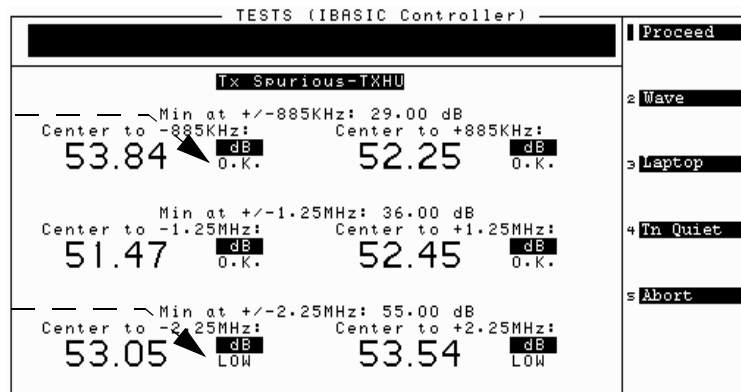 TESTS (IBASIC Controller)
1 Proceed
Tx Spurious-TXHU
2 Wave
Min at +/-885KHz: 29.00 dB
Center to -885KHz: Center to +885KHz:
53.84 dB O.K. 52.25 dB O.K.
3 Laptop
Min at +/-1.25MHz: 36.00 dB
Center to -1.25MHz: Center to +1.25MHz:
51.47 dB O.K. 52.45 dB O.K.
4 Tn Quiet
Min at +/-2.25MHz: 55.00 dB
Center to -2.25MHz: Center to +2.25MHz:
53.05 dB LOW 53.54 dB LOW
5 Abort